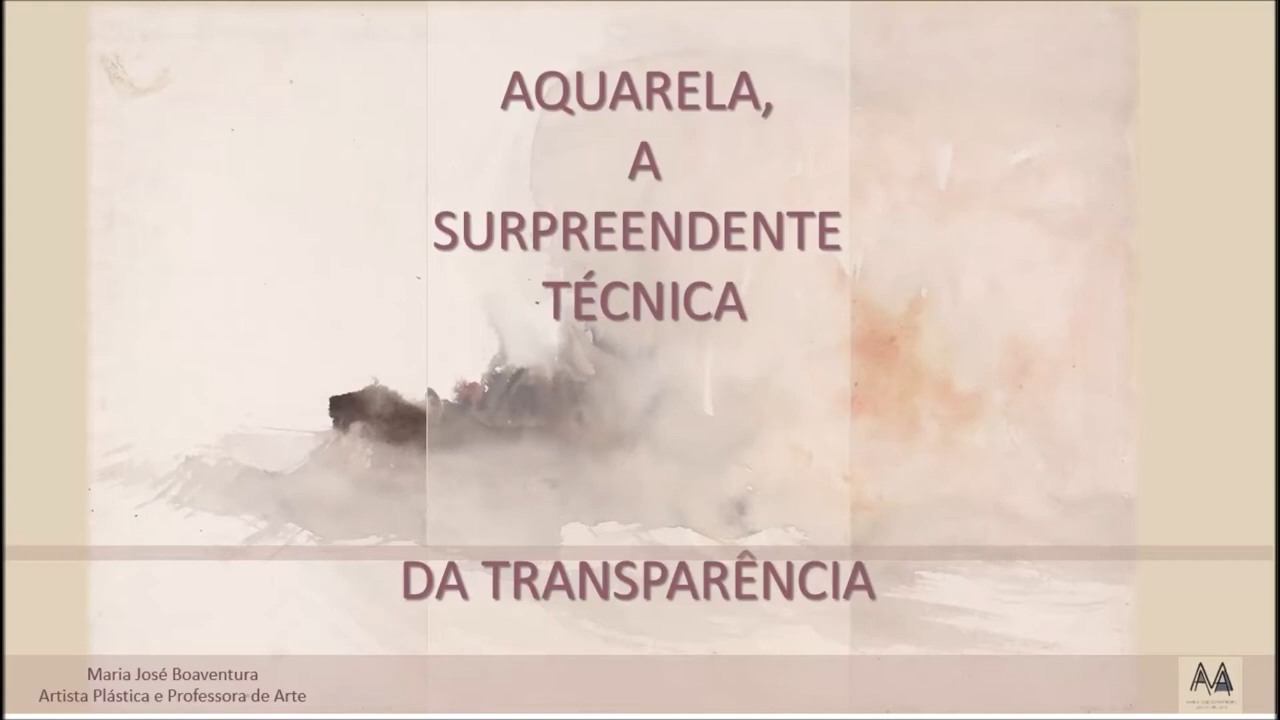 AQUARELA,
A
SURPREENDENTE
TÉCNICA
DA TRANSPARÊNCIA
Maria José Boaventura
Artista Plástica e Professora de Arte